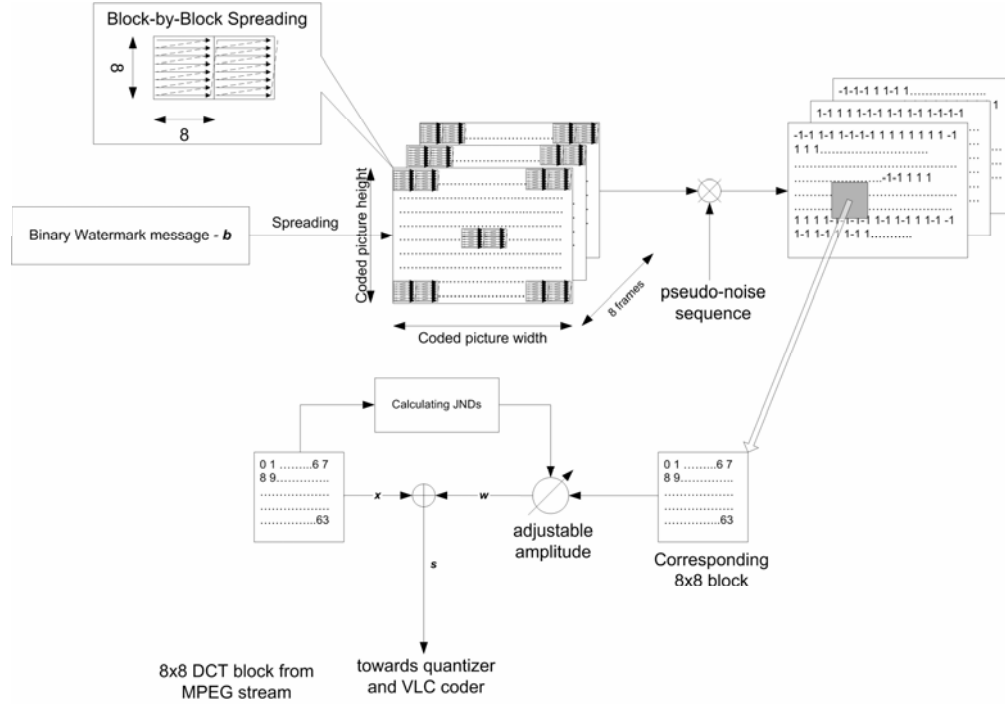 Block-by-Block Spreading
8
8
Binary Watermark message - b
Spreading
Coded picture height
Coded picture width
8 frames
pseudo-noise
sequence
-1-1-1 1 1-1 1.....................
1-1 1 1 1-1-1 1-1 1-1 1-1-1-1
-1-1 1-1 1-1-1-1 1 1 1 1 1 1 1 -1
1 1 1...........................
.............................-1-1 1 1 1
1 1 1 1-1-1-1-1-1 1-1 1-1 1 1-1 -1
1-1 1-1-1 1-1 1 1............
Calculating JNDs
0 1 .........6 7
8 9................
..................63
x
w
s
adjustable
amplitude
0 1 .........6 7
8 9................
..................63
Corresponding
8x8 block
8x8 DCT block from
MPEG stream
towards quantizer
and VLC coder